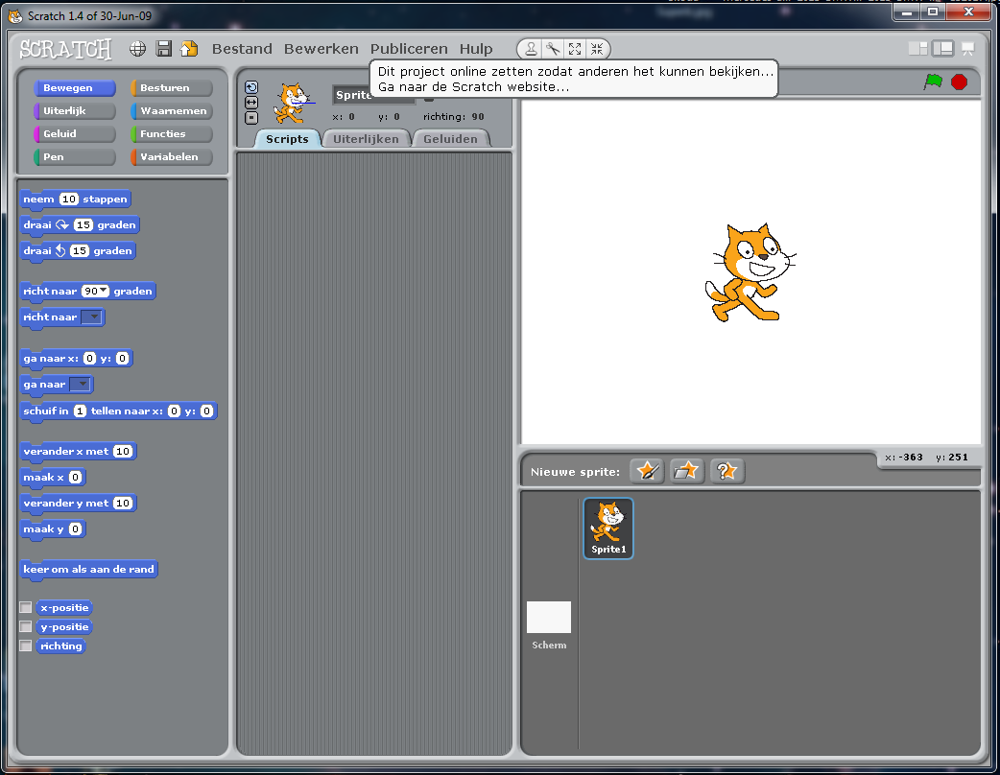 Scratch 1.4 of 30-Jun-09
SCRATCH Bestand Bewerken Publiceren Hulp
Dit project online zetten zodat anderen het kunnen bekijken...
Ga naar de Scratch website...
Bewegen Besturen
Uiterlijk Waarnemen
Geluid Functies
Pen Variabelen
neem 10 stappen
draai 15 graden
draai 15 graden
richt naar 90 graden
richt naar
ga naar x: 0 y: 0
ga naar
schuif in 1 tellen naar x: 0 y: 0
verander x met 10
maak x 0
verander y met 10
maak y 0
keer om als aan de rand
x-positie
y-positie
richting
Sprite
x: 0 y: 0 richting: 90
Scripts Uiterlijken Geluiden
x: -363 y: 251
Nieuwe sprite:
Sprite1
Scherm